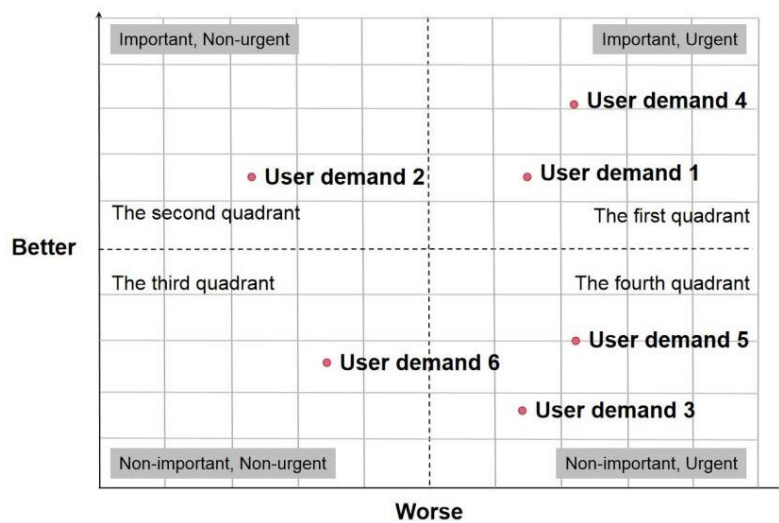 Important, Non-urgent
Important, Urgent
User demand 4
User demand 2
User demand 1
The second quadrant
The first quadrant
Better
The third quadrant
The fourth quadrant
User demand 5
User demand 6
User demand 3
Non-important, Non-urgent
Non-important, Urgent
Worse